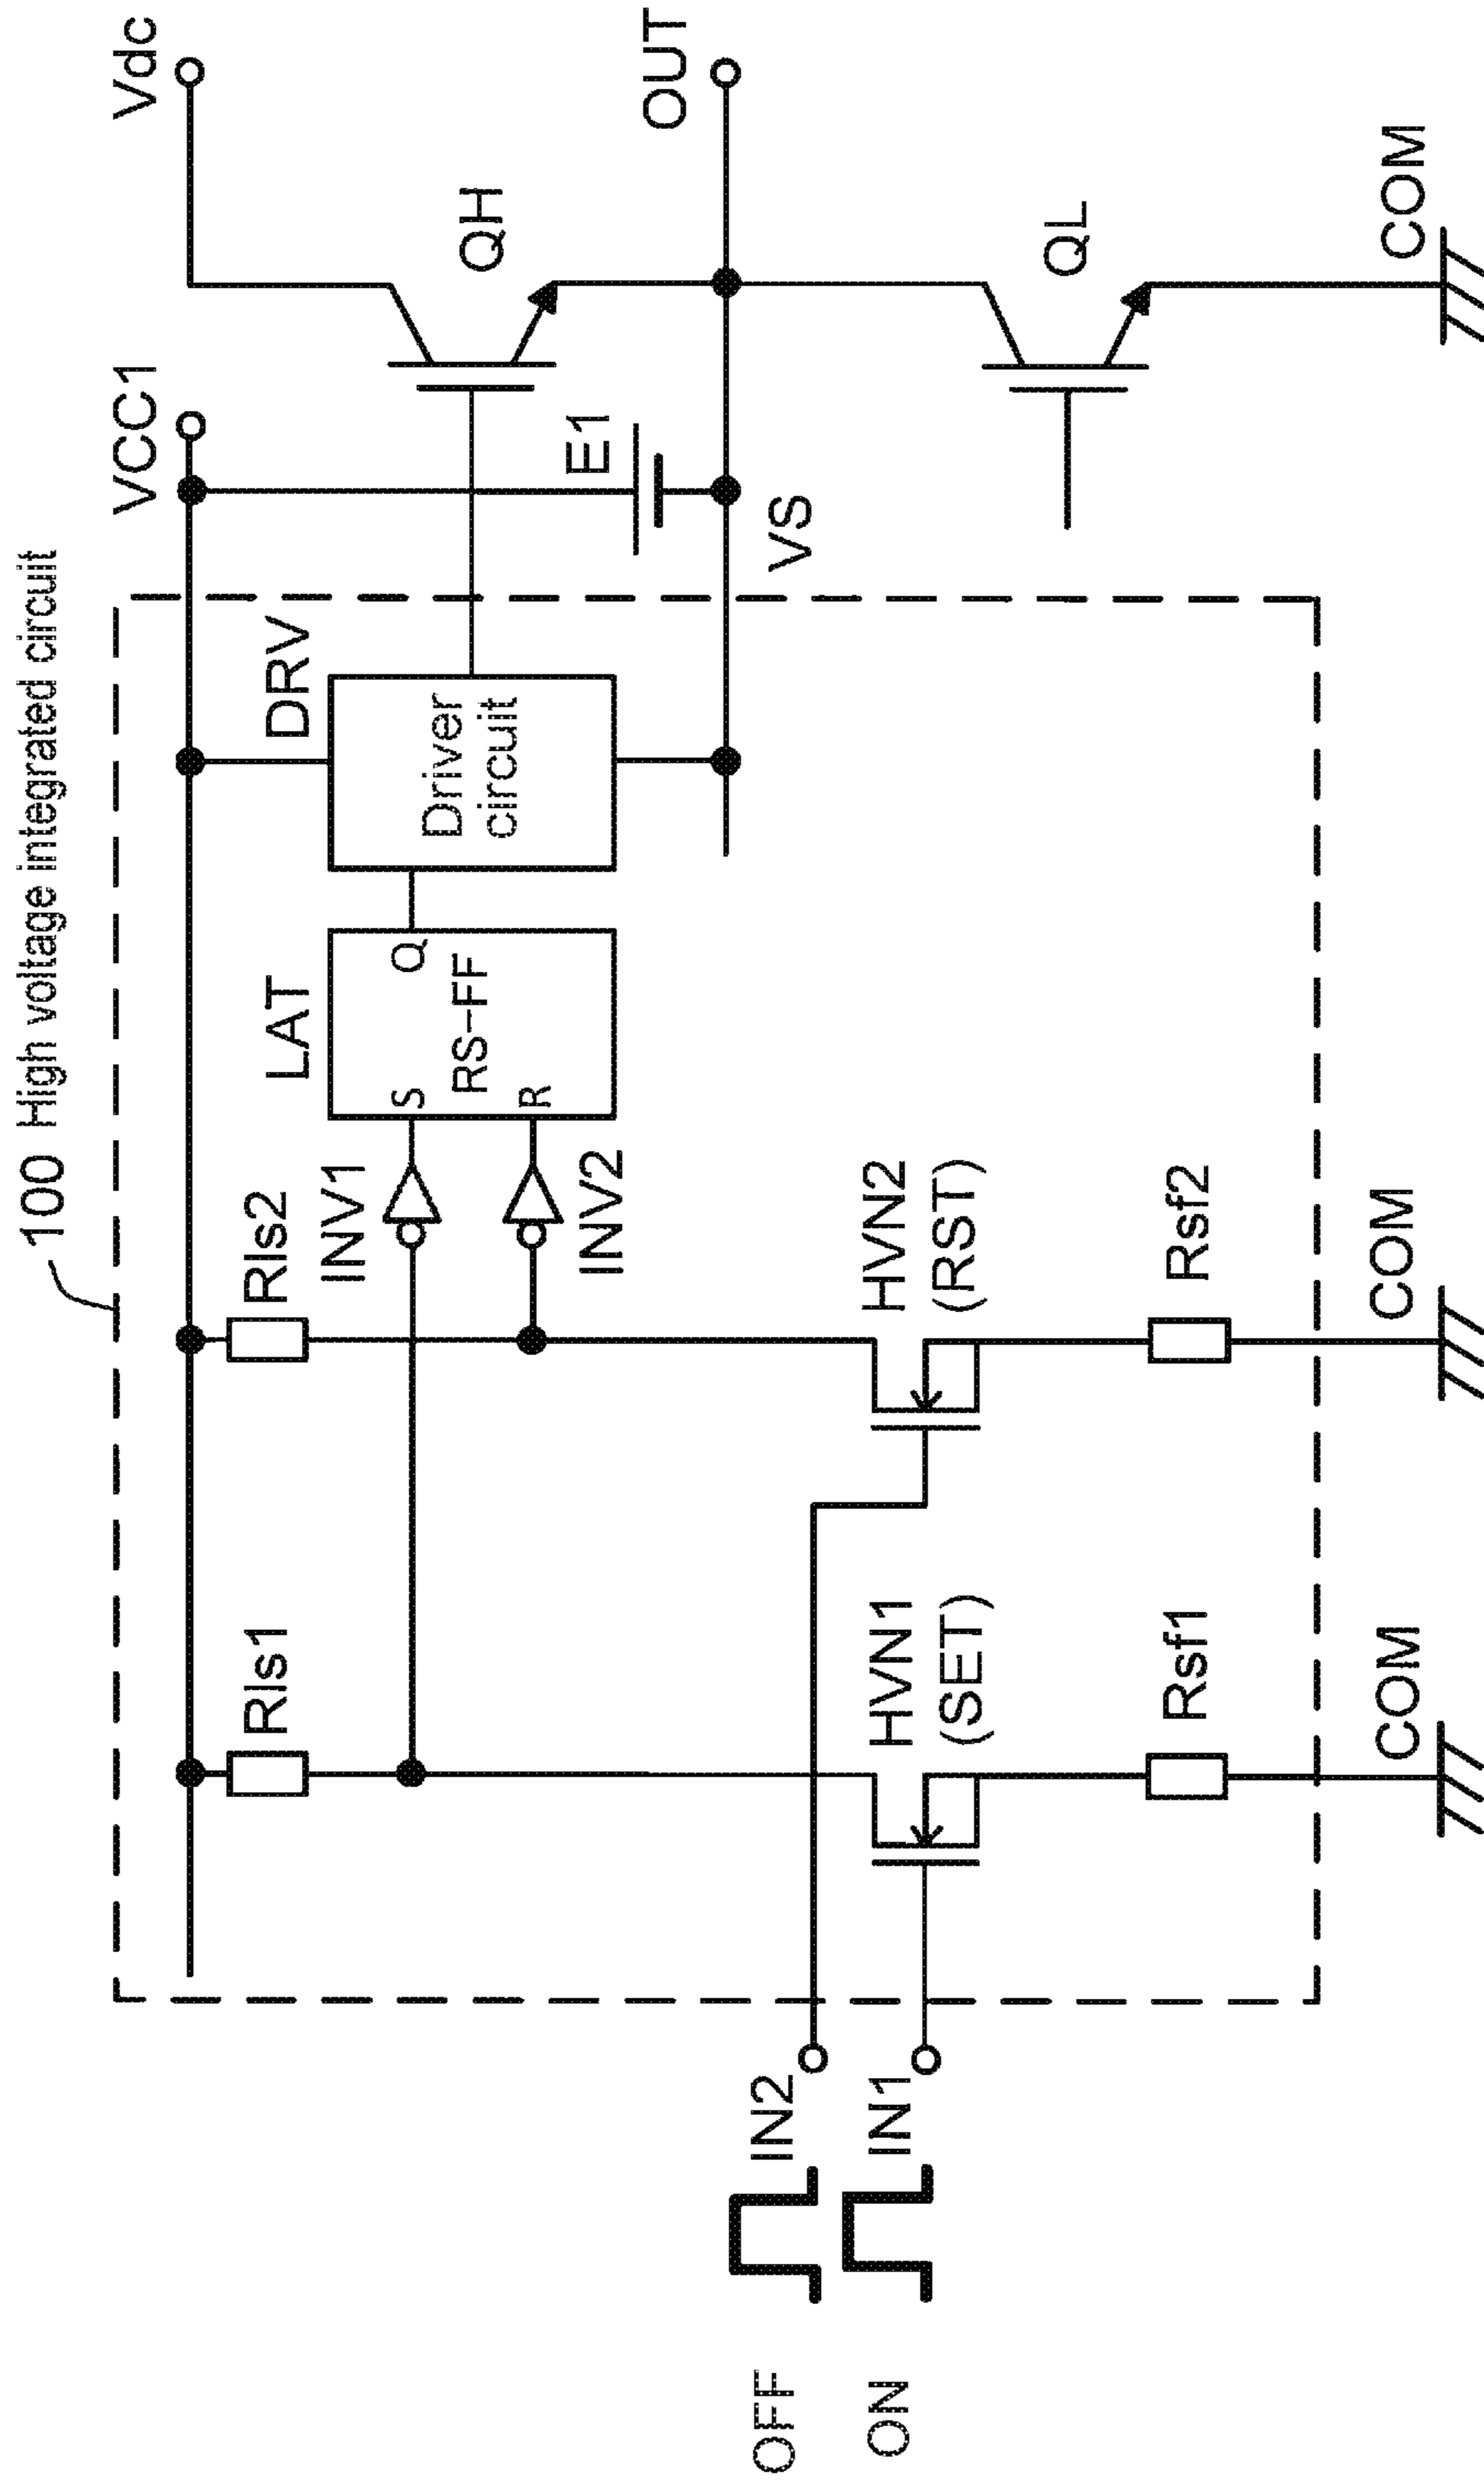 100 High voltage integrated circuit
Vdc
VCC1
Rls1
Rls2
LAT
DRV
INV1
S
Q
RS-FF
R
INV2
Driver
circuit
E1
QH
OUT
VS
OFF
IN2
ON
IN1
HVN1
(SET)
HVN2
(RST)
QL
Rsf1
Rsf2
COM
COM
COM